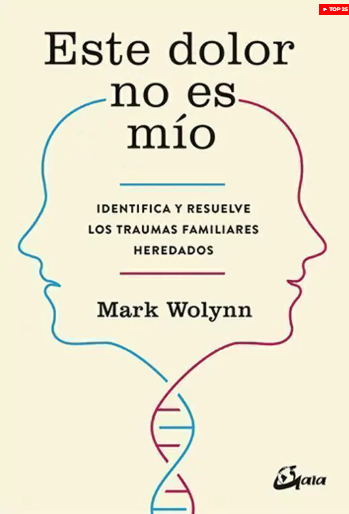 TOP 25
Este dolor
no es
mío
IDENTIFICA Y RESUELVE
LOS TRAUMAS FAMILIARES
HEREDADOS
Mark Wolynn
Gaia